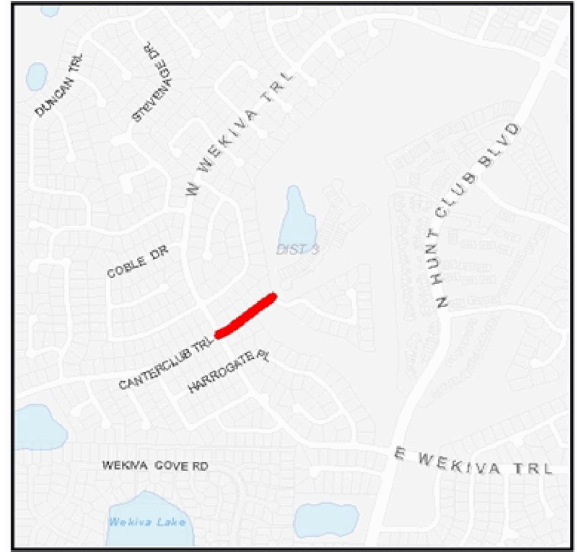 DUNCAN TRL
STEVENAGE DR
W WEKIVA TRL
N HUNT CLUB BLVD
DIST 3
COBLE DR
CANTERCLUB TRL
HARROGATE PL
E WEKIVA TRL
WEKIVA COVE RD
Wekiva Lake